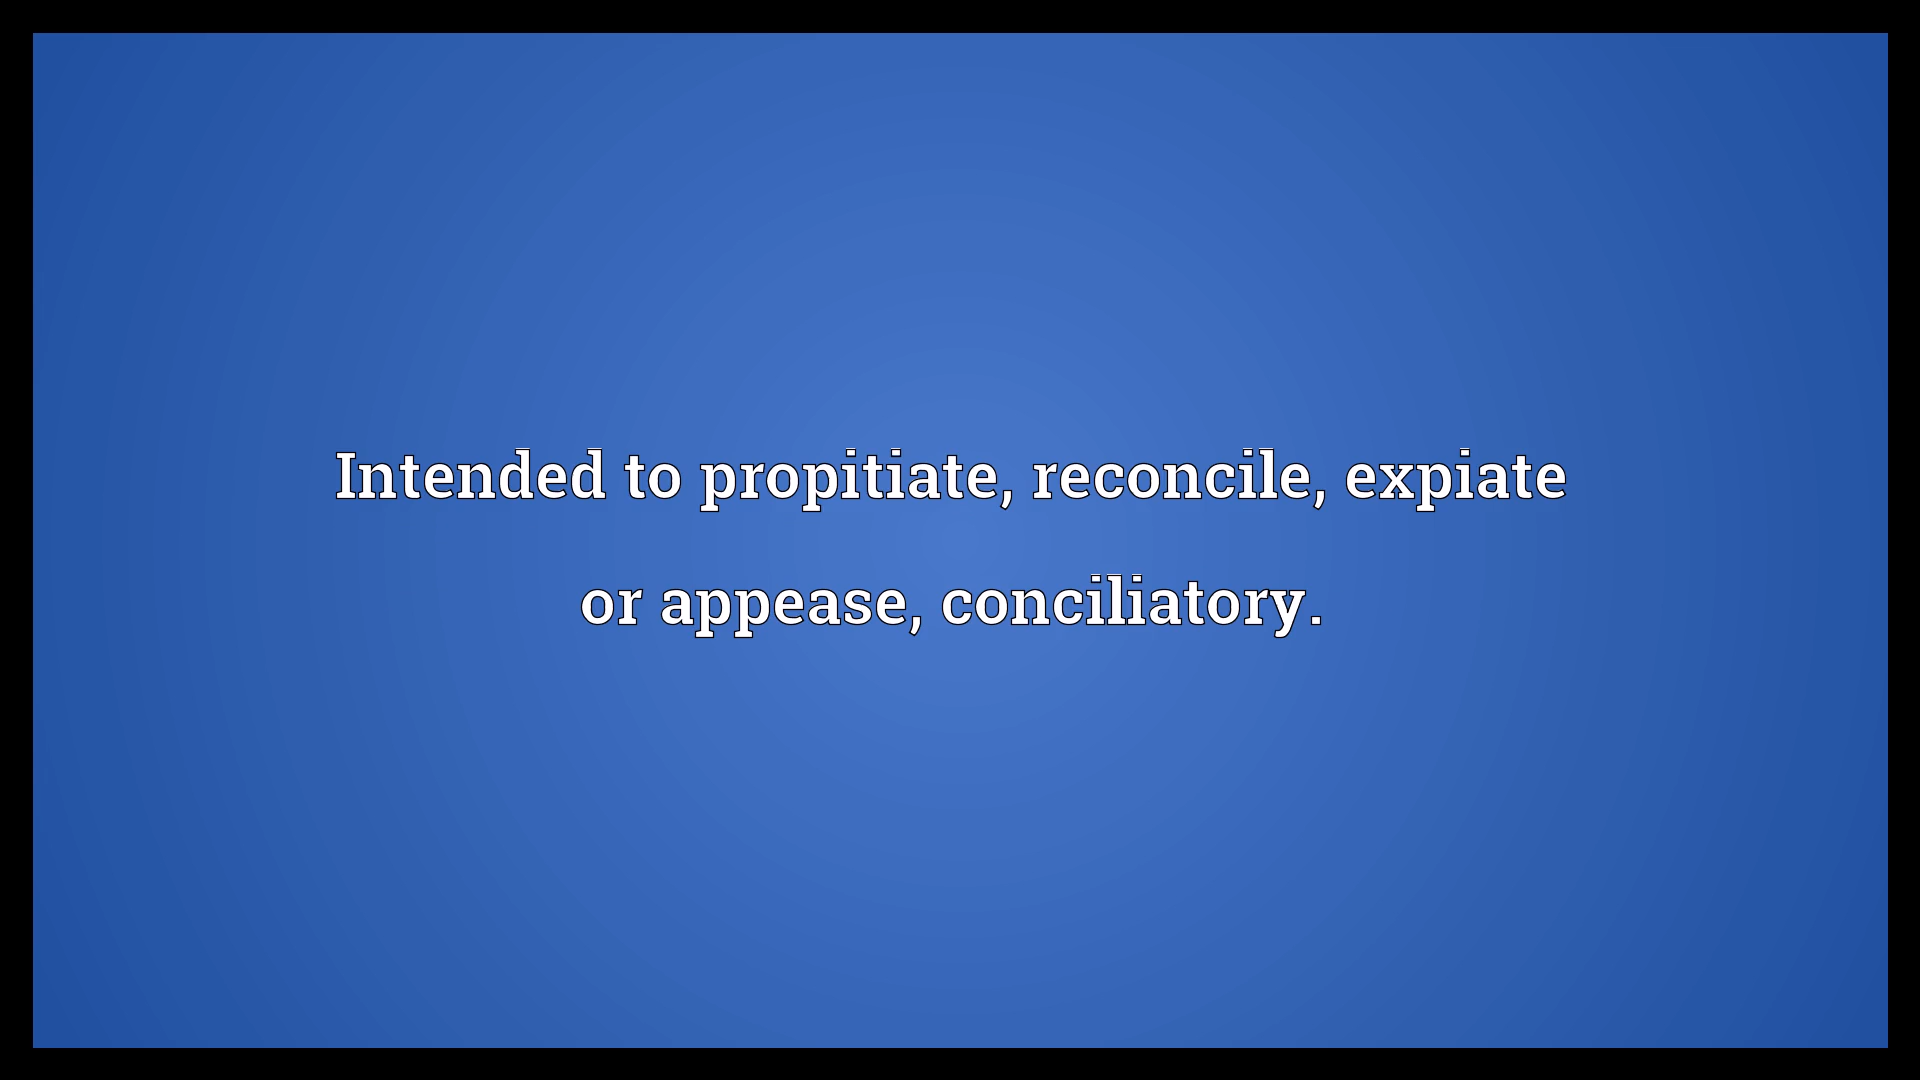 Intended to propitiate, reconcile, expiate
or appease, conciliatory.